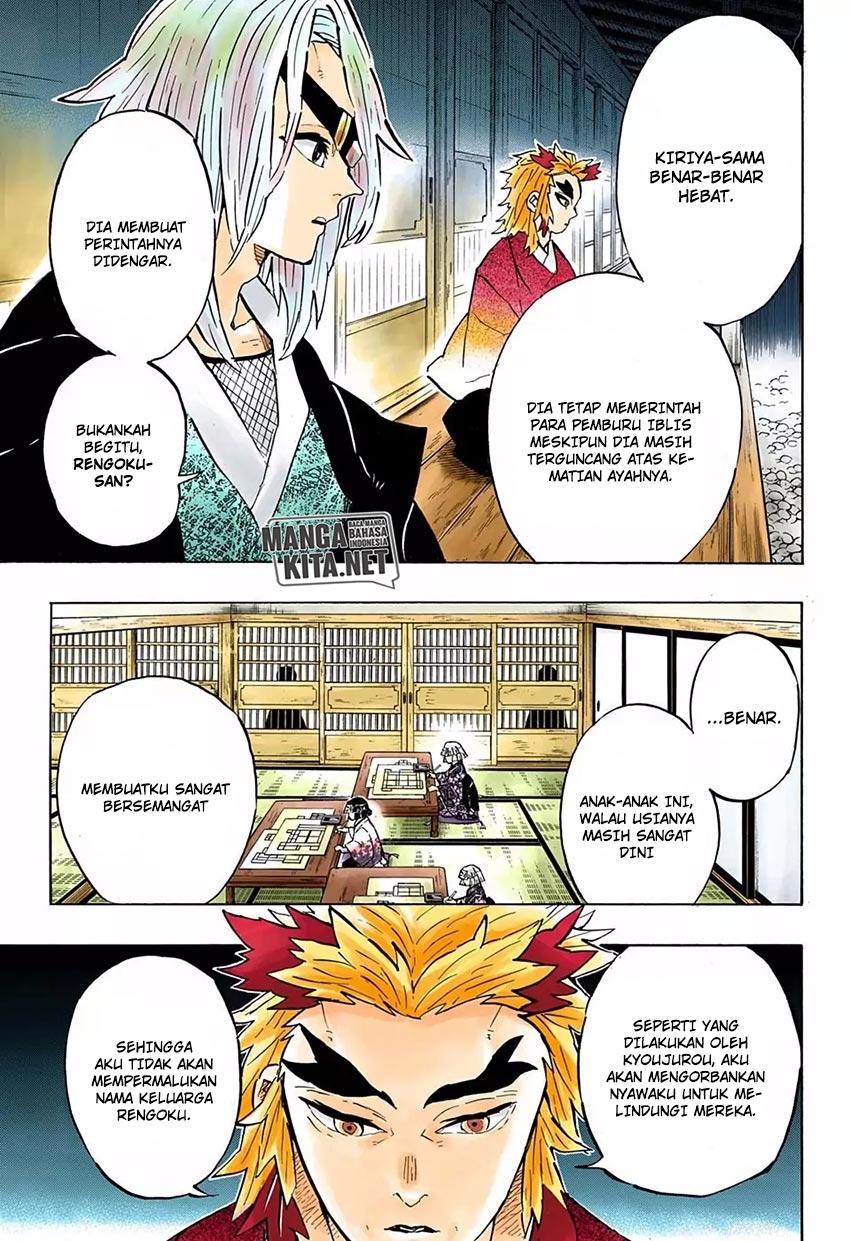 KIRIYA-SAMA
BENAR-BENAR
HEBAT.
DIA TETAP MEMERINTAH
PARA PEMBURU IBLIS
MESKIPUN DIA MASIH
TERGUNCANG ATAS KE-
MATIAN AYAHNYA.
DIA MEMBUAT
PERINTAHNYA
DIDENGAR.
BUKANKAH
BEGITU,
RENGOKU-
SAN?
MANGA
BACA MANGA
BAHASA
INDONESIA
KITA.NET
...BENAR.
ANAK-ANAK INI,
WALAU USIANYA
MASIH SANGAT
DINI
MEMBUATKU SANGAT
BERSEMANGAT
SEPERTI YANG
DILAKUKAN OLEH
KYOUJUROU, AKU
AKAN MENGORBANKAN
NYAWAKU UNTUK ME-
LINDUNGI MEREKA.
SEHINGGA
AKU TIDAK AKAN
MEMPERMALUKAN
NAMA KELUARGA
RENGOKU.